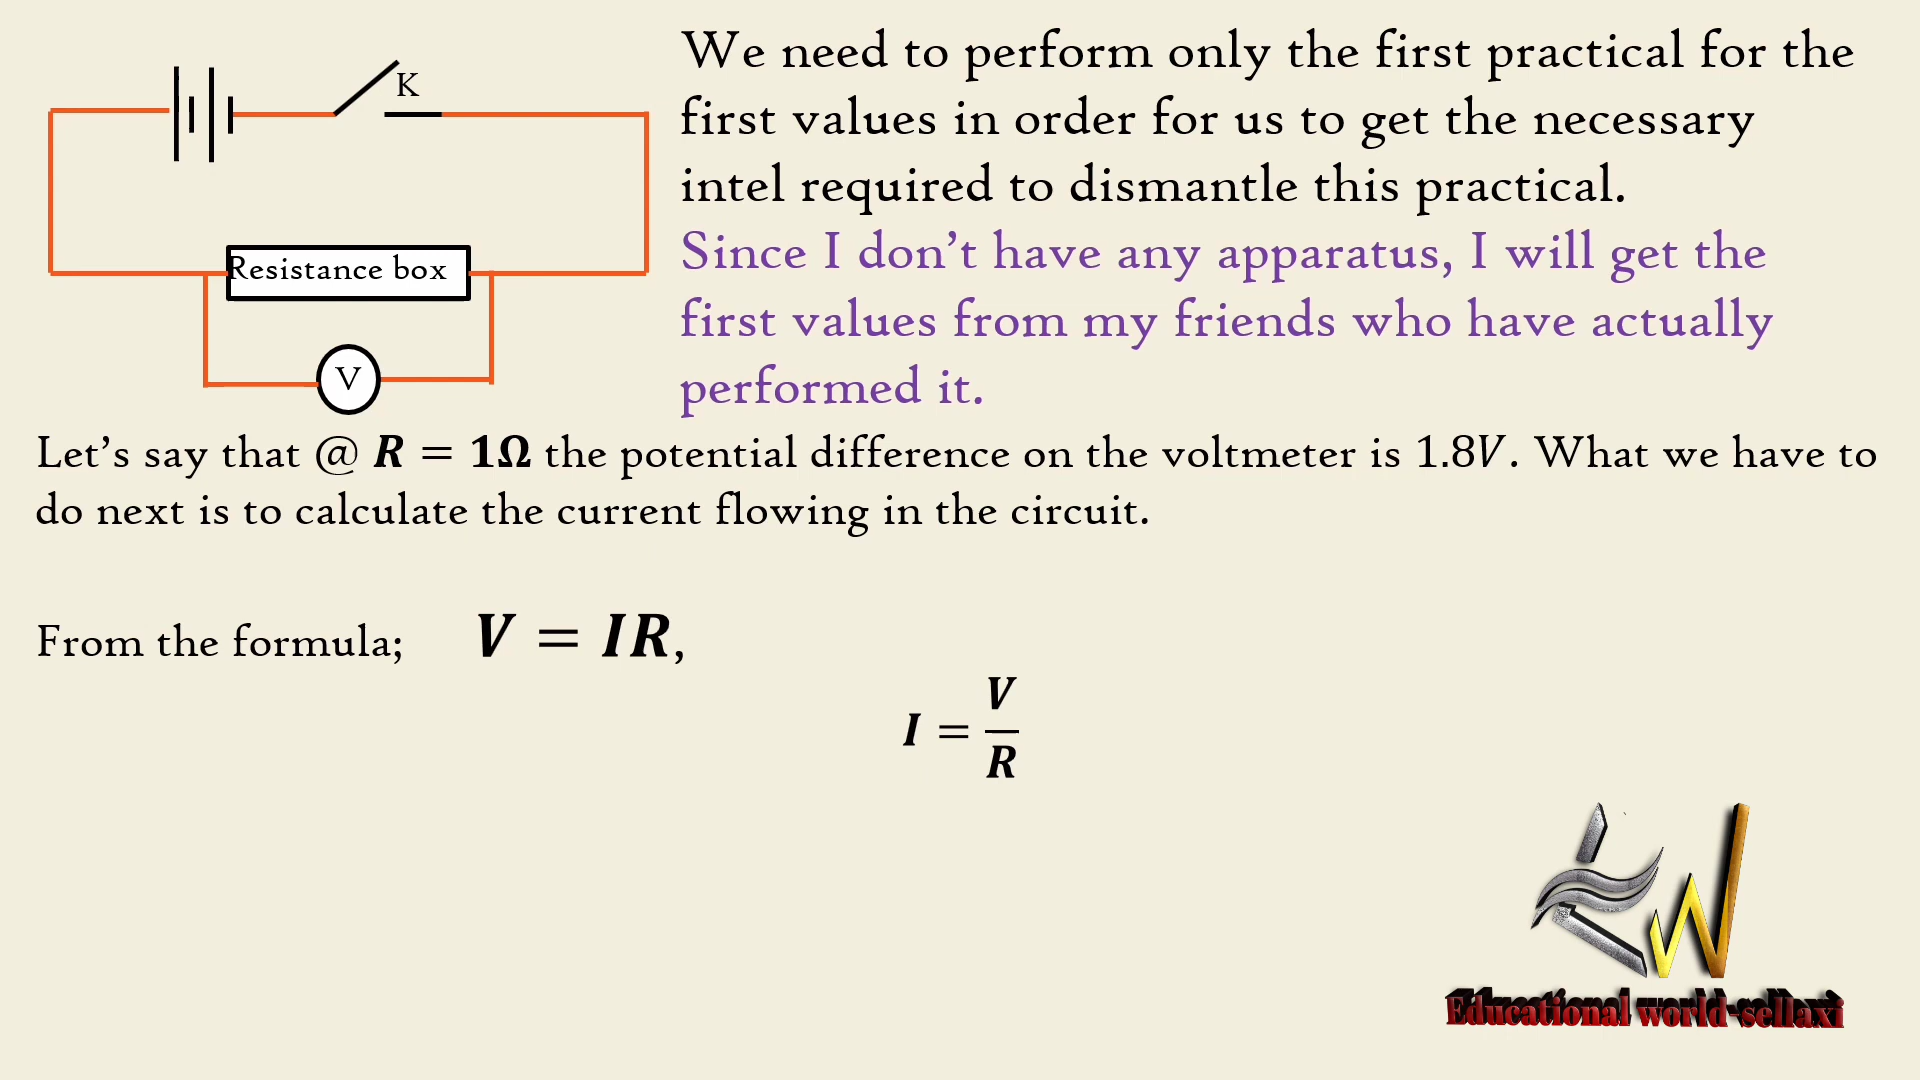 K
Resistance box
V
We need to perform only the first practical for the
first values in order for us to get the necessary
intel required to dismantle this practical.
Since I don't have any apparatus, I will get the
first values from my friends who have actually
performed it.
Let's say that @ R = 1Ω the potential difference on the voltmeter is 1.8V. What we have to
do next is to calculate the current flowing in the circuit.
From the formula; V = IR,
I = V/R
Educational world-sellaxi